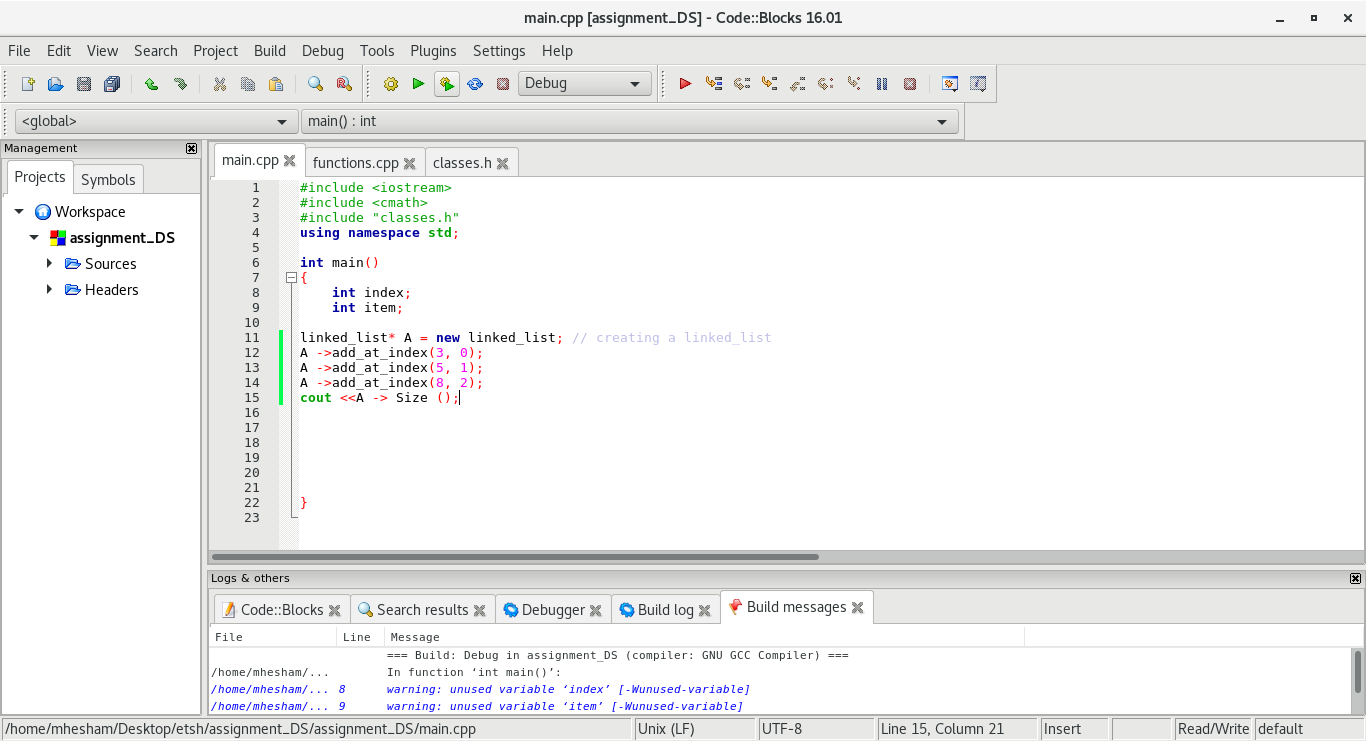 main.cpp [assignment_DS] - Code::Blocks 16.01
File Edit View Search Project Build Debug Tools Plugins Settings Help
Debug
<global> main() : int
Management
Projects Symbols
Workspace
assignment_DS
Sources
Headers
main.cpp functions.cpp classes.h
1 #include <iostream>
2 #include <cmath>
3 #include "classes.h"
4 using namespace std;
5
6 int main()
7 {
8 int index;
9 int item;
10
11 linked_list* A = new linked_list; // creating a linked_list
12 A ->add_at_index(3, 0);
13 A ->add_at_index(5, 1);
14 A ->add_at_index(8, 2);
15 cout <<A -> Size ();
16
17
18
19
20
21
22 }
23
Logs & others
Code::Blocks Search results Debugger Build log Build messages
File Line Message
=== Build: Debug in assignment_DS (compiler: GNU GCC Compiler) ===
/home/mhesham/... In function ‘int main()’:
/home/mhesham/... 8 warning: unused variable ‘index’ [-Wunused-variable]
/home/mhesham/... 9 warning: unused variable ‘item’ [-Wunused-variable]
/home/mhesham/Desktop/etsh/assignment_DS/assignment_DS/main.cpp Unix (LF) UTF-8 Line 15, Column 21 Insert Read/Write default